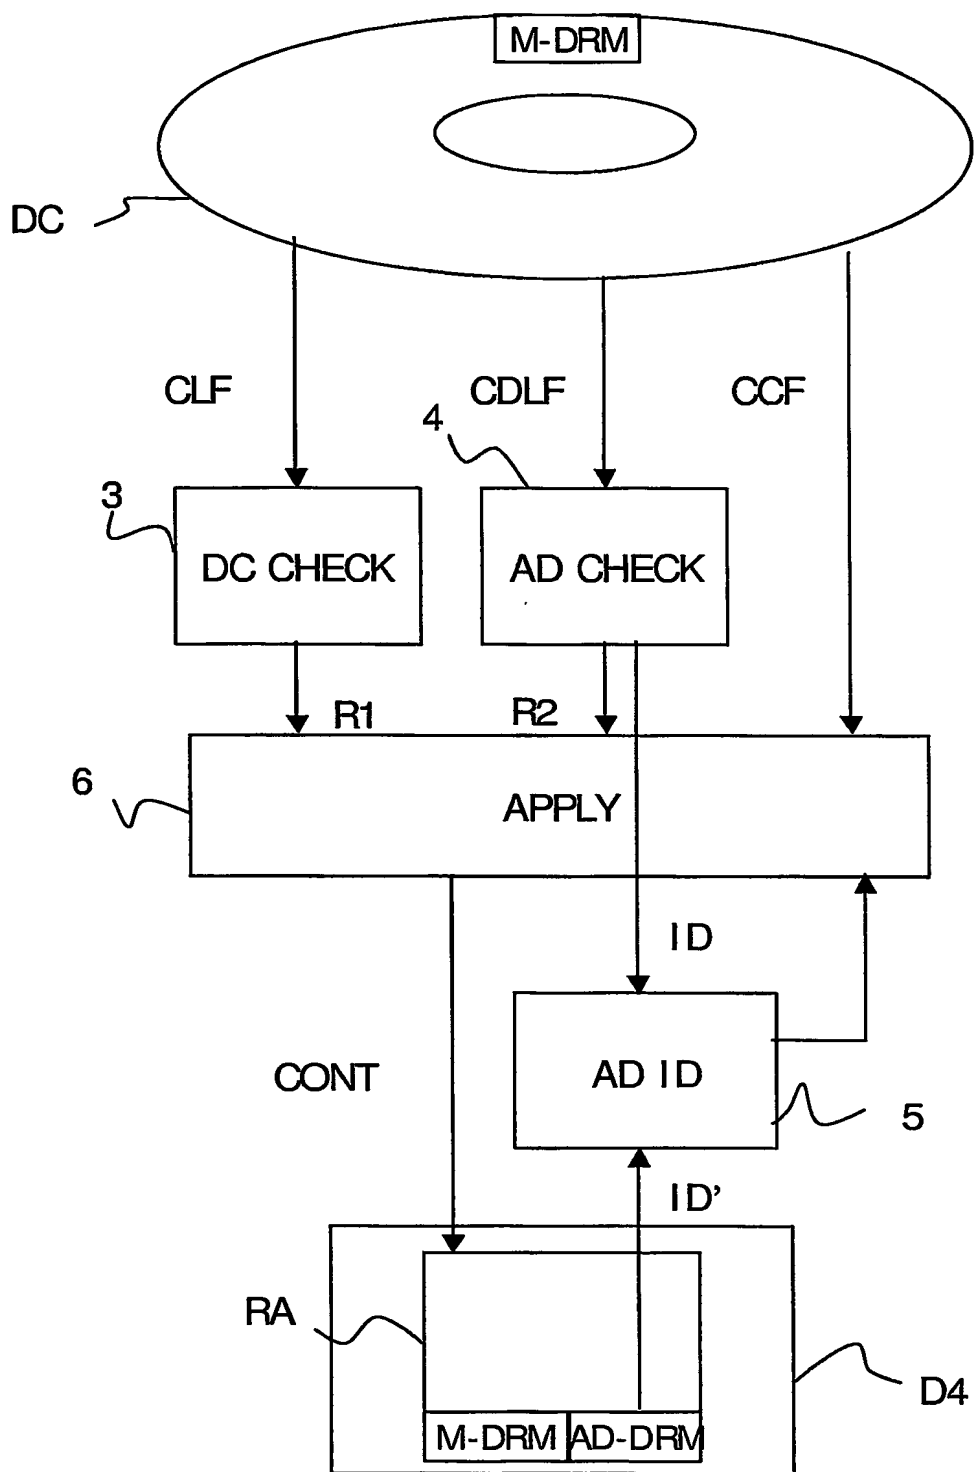 M-DRM
DC
CLF
CDLF
CCF
4
3
DC CHECK
AD CHECK
R1
R2
6
APPLY
ID
AD ID
CONT
5
ID'
RA
D4
M-DRM
AD-DRM